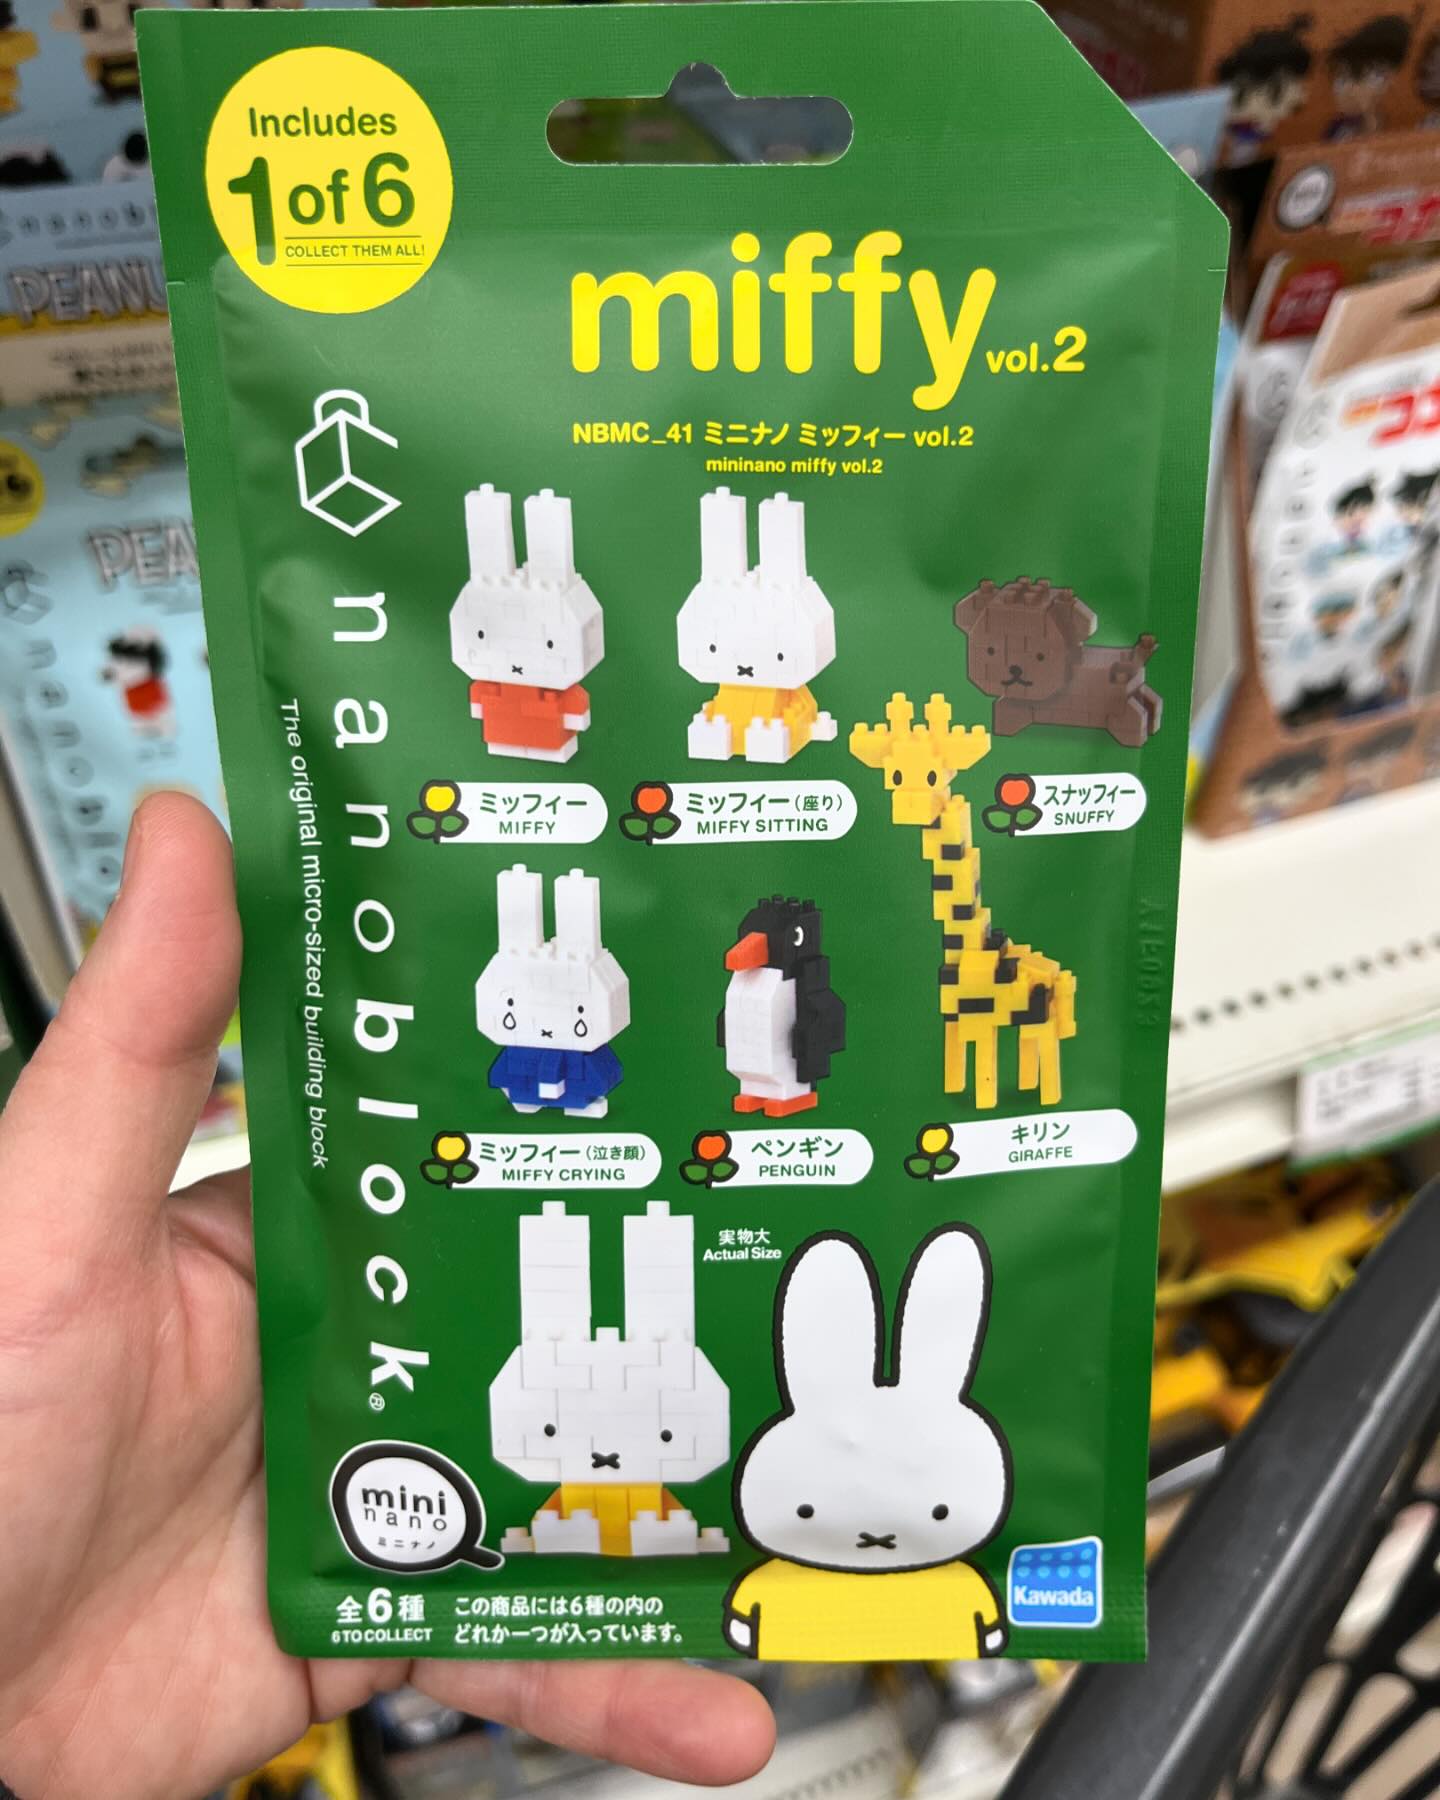 Includes
1 of 6
COLLECT THEM ALL!
miffy vol.2
NBMC_41 ミニナノ ミッフィー vol.2
mininano miffy vol.2
nanoblock®
The original micro-sized building block
ミッフィー
MIFFY
ミッフィー(座り)
MIFFY SITTING
スナッフィー
SNUFFY
ミッフィー(泣き顔)
MIFFY CRYING
ペンギン
PENGUIN
キリン
GIRAFFE
実物大
Actual Size
mini
nano
ミニナノ
全6種
6 TO COLLECT
この商品には6種の内の
どれか一つが入っています。
Kawada
PEANU
PEA
nanoblo